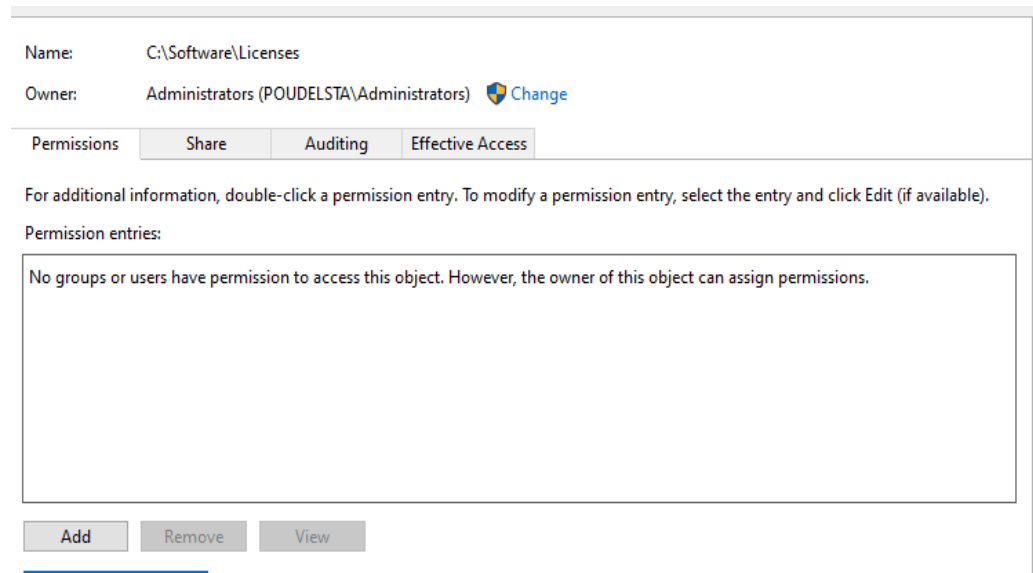 Name: C:\Software\Licenses
Owner: Administrators (POUDELSTA\Administrators) Change
Permissions Share Auditing Effective Access
For additional information, double-click a permission entry. To modify a permission entry, select the entry and click Edit (if available).
Permission entries:
No groups or users have permission to access this object. However, the owner of this object can assign permissions.
Add Remove View